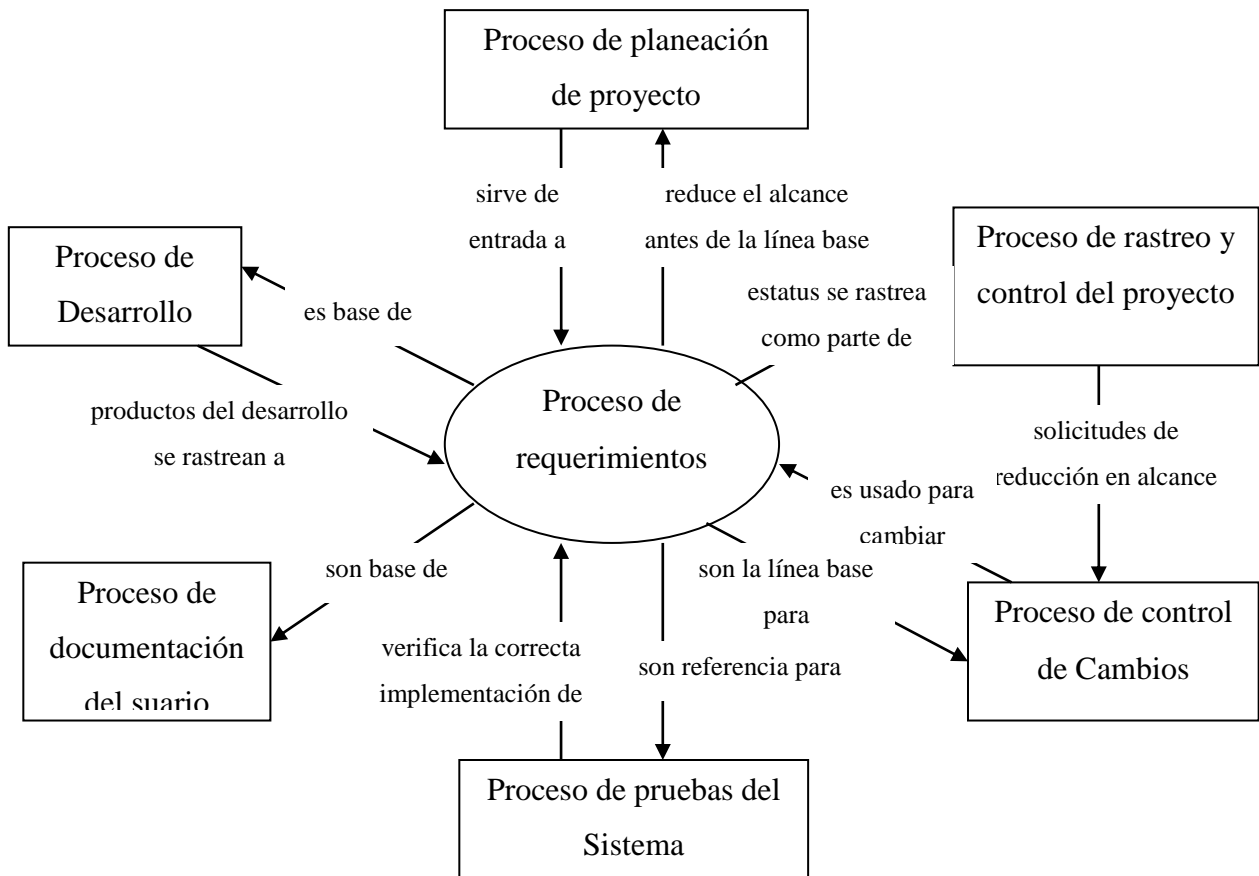 Proceso de planeación
de proyecto
sirve de
entrada a
reduce el alcance
antes de la línea base
Proceso de rastreo y
control del proyecto
Proceso de
Desarrollo
es base de
estatus se rastrea
como parte de
Proceso de
requerimientos
productos del desarrollo
se rastrean a
solicitudes de
reducción en alcance
es usado para
cambiar
son base de
son la línea base
para
Proceso de
documentación
del suario
verifica la correcta
implementación de
son referencia para
Proceso de control
de Cambios
Proceso de pruebas del
Sistema